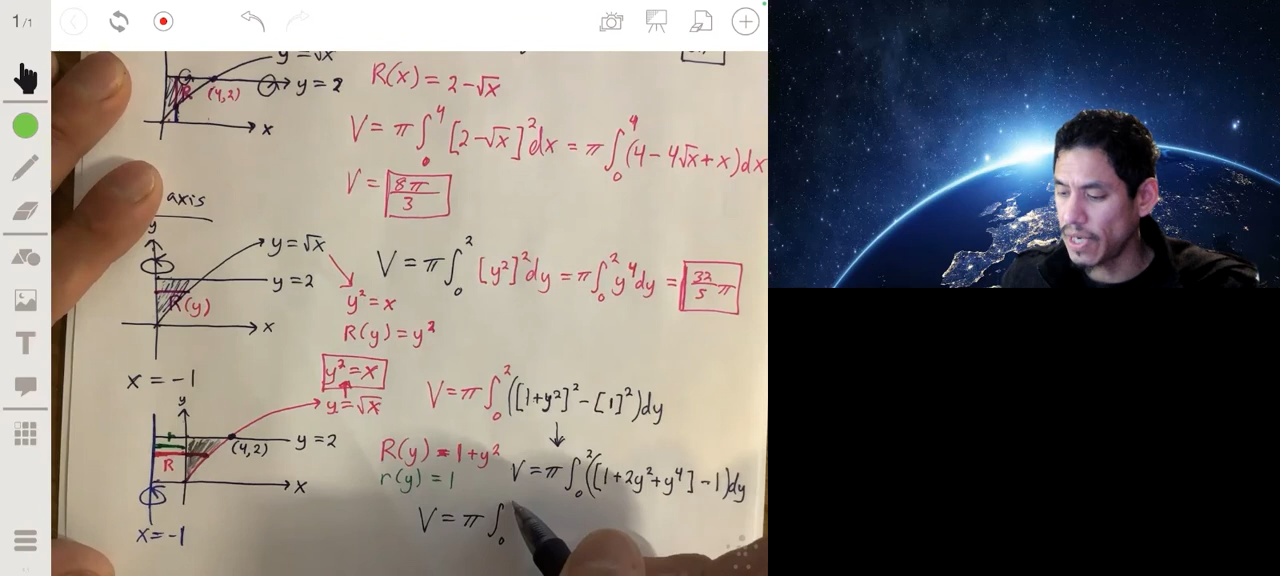 1/1
y = √x
R(x) = 2-√x
R
(4,2)
y = 2
x
V = π∫₀⁴ [2-√x]² dx = π∫₀⁴ (4-4√x+x)dx
V = 8π/3
axis
y
y = √x
y = 2
R(y)
x
V = π∫₀² [y²]² dy = π∫₀² y⁴ dy = 32/5 π
y² = x
R(y) = y²
x = -1
y² = x
y = √x
V = π∫₀² ([1+y²]² - [1]²)dy
y
y = 2
(4,2)
r
R
x
x = -1
R(y) = 1+y²
r(y) = 1
V = π∫₀² ([1+2y²+y⁴] - 1)dy
V = π∫₀
T